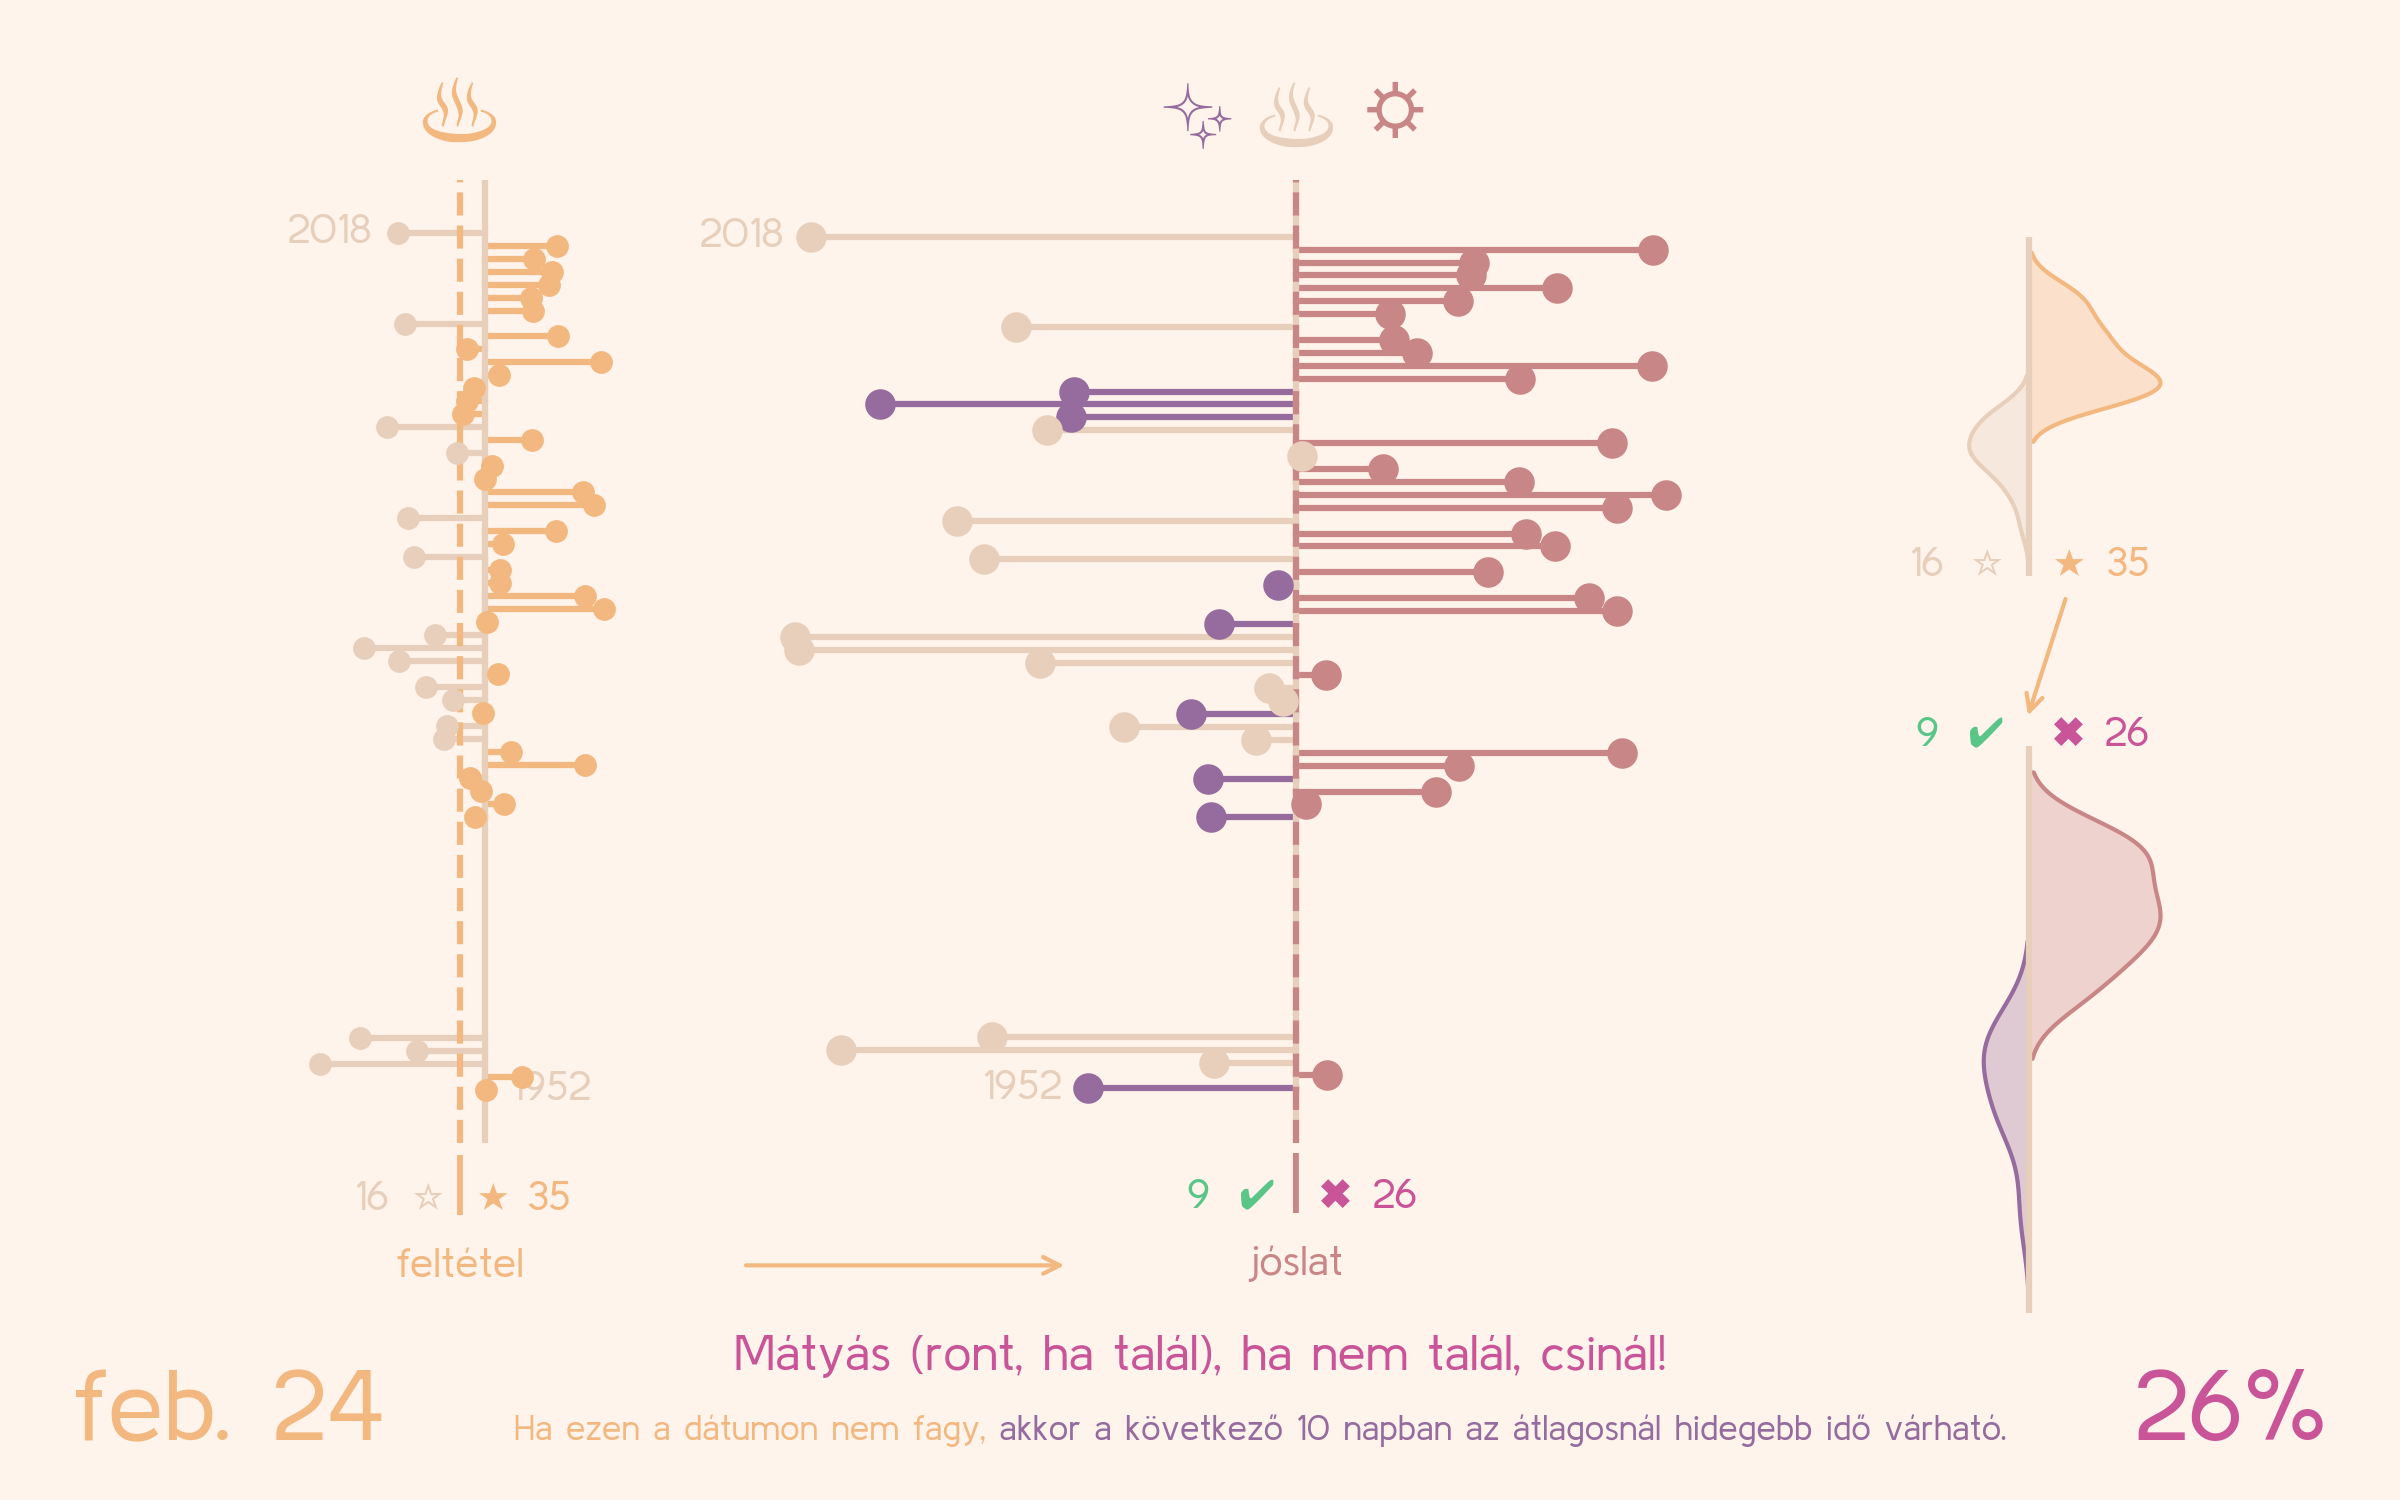 2018
2018
16 ☆ ★ 35
9 ✔ ✖ 26
1952
1952
16 ☆ ★ 35
9 ✔ ✖ 26
feltétel
jóslat
Mátyás (ront, ha talál), ha nem talál, csinál!
feb. 24
Ha ezen a dátumon nem fagy, akkor a következő 10 napban az átlagosnál hidegebb idő várható.
26%